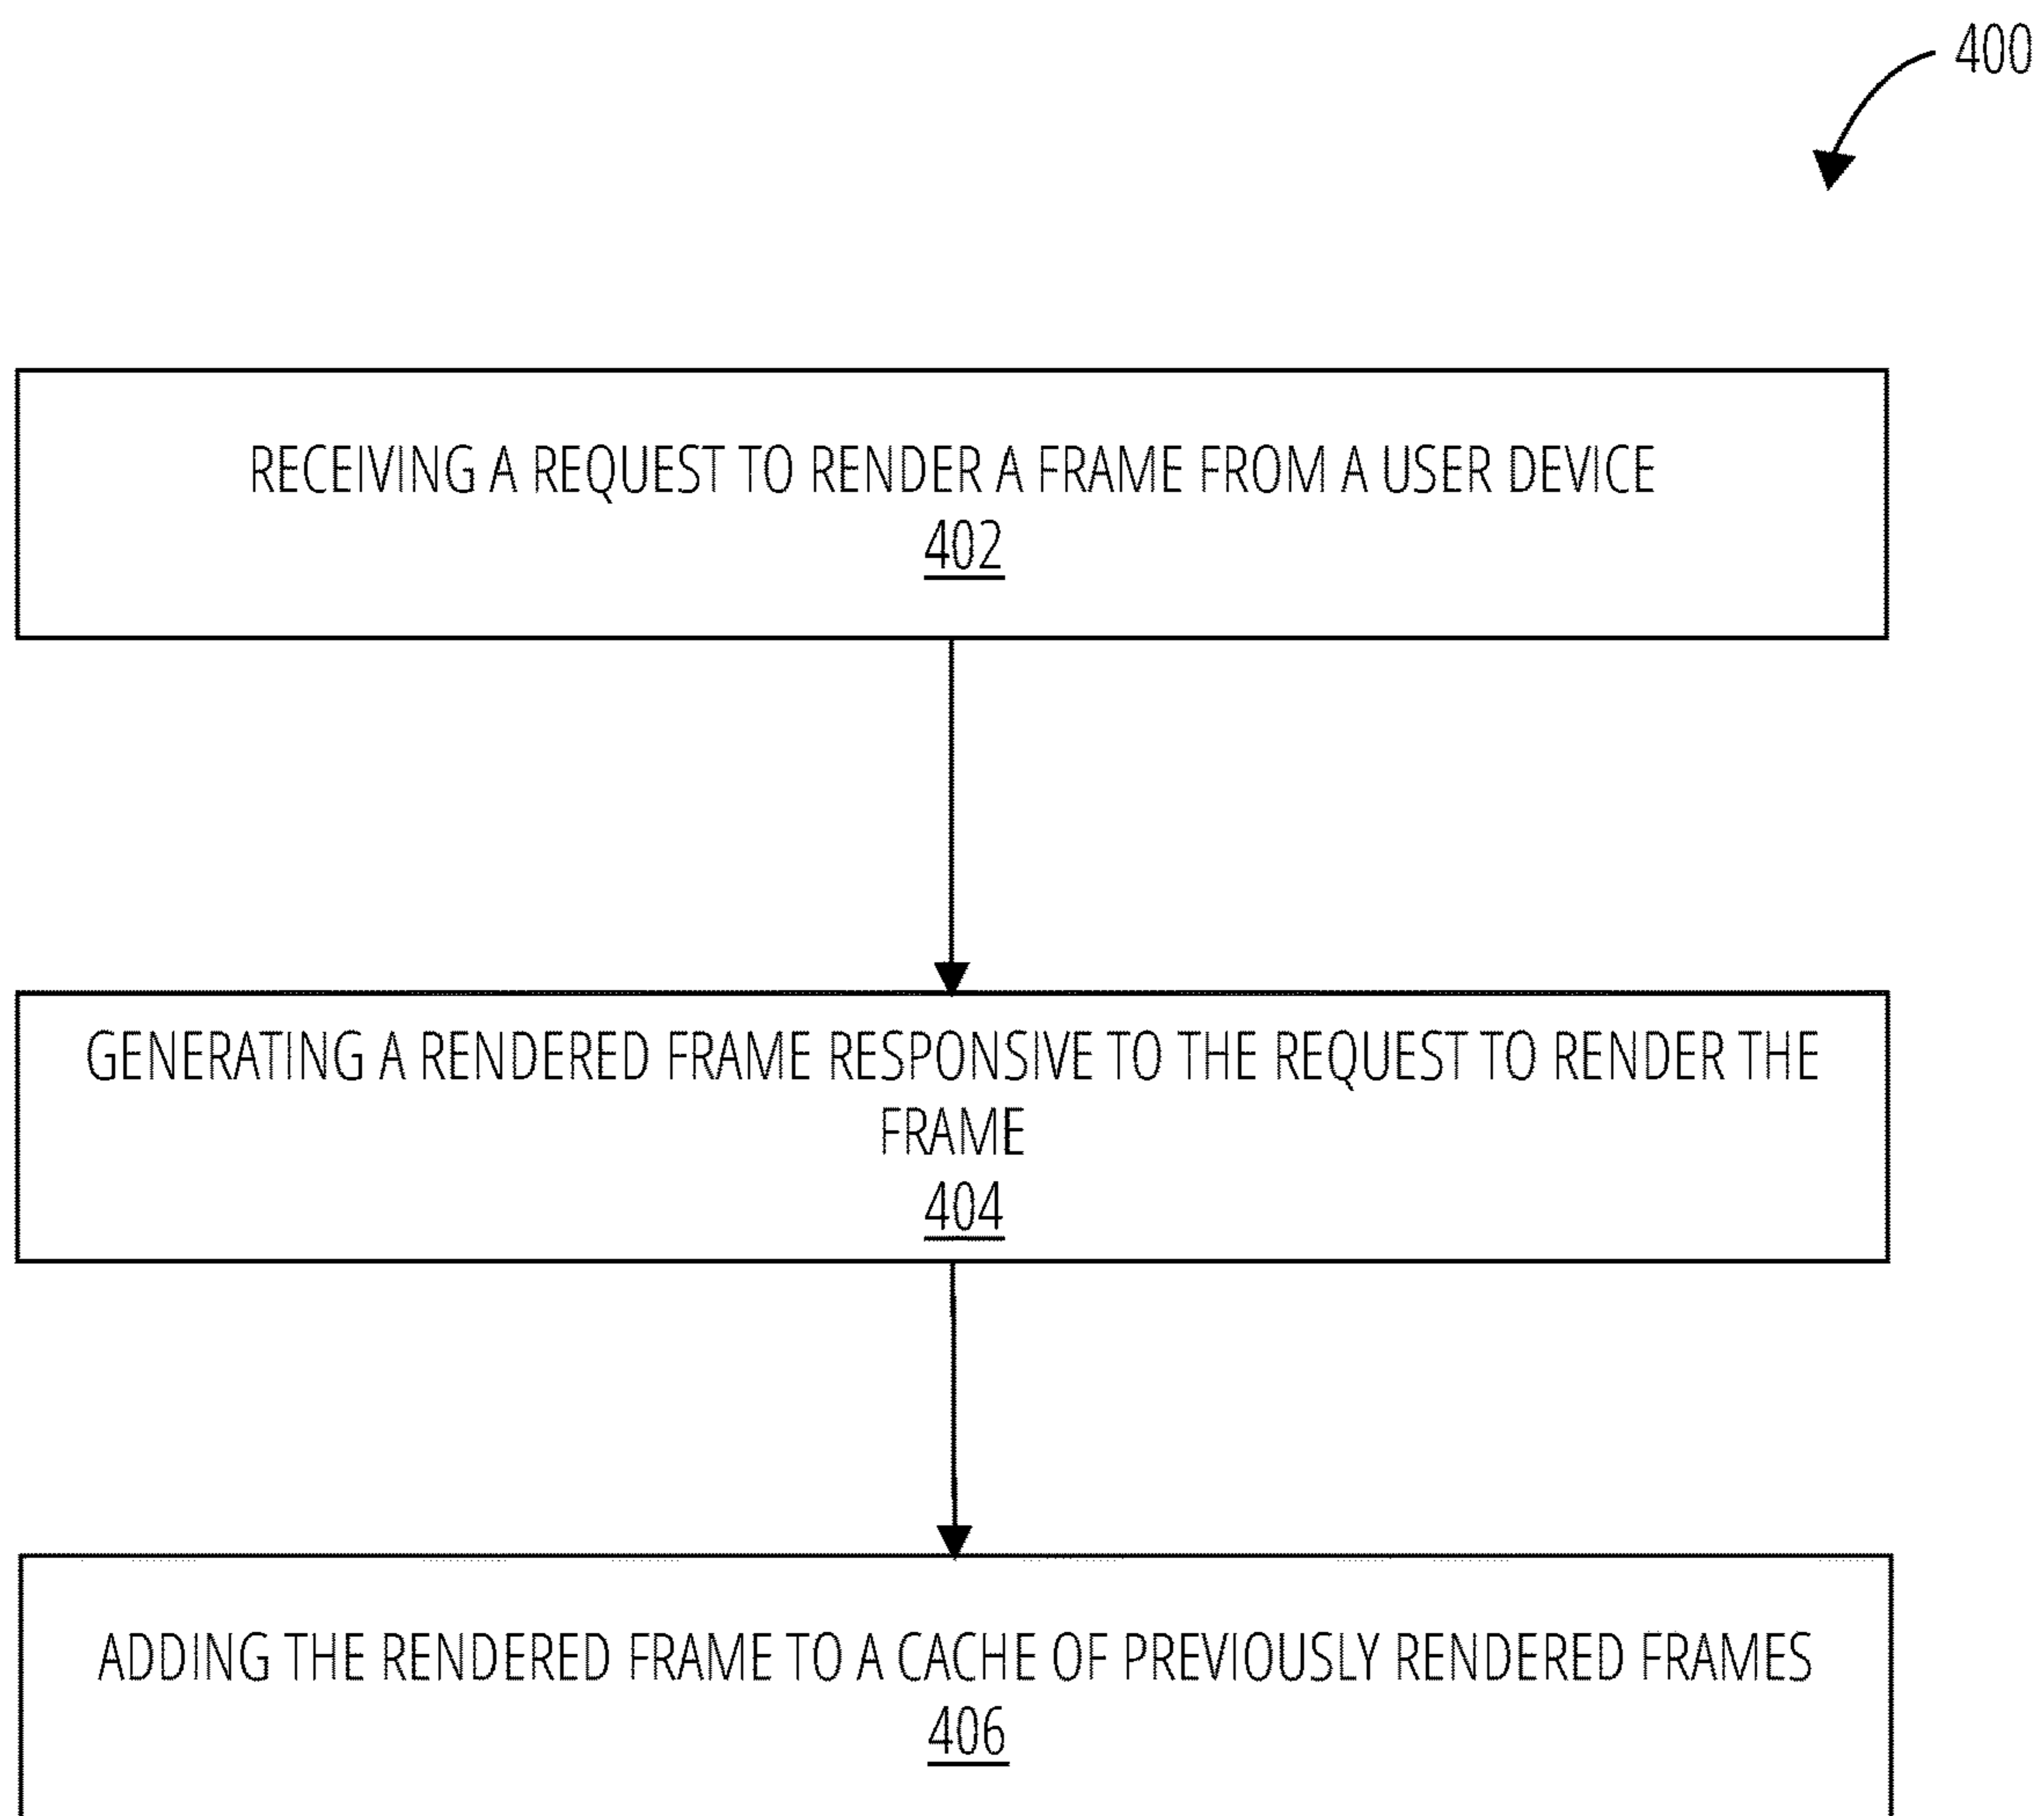 400
RECEIVING A REQUEST TO RENDER A FRAME FROM A USER DEVICE
402
GENERATING A RENDERED FRAME RESPONSIVE TO THE REQUEST TO RENDER THE
FRAME
404
ADDING THE RENDERED FRAME TO A CACHE OF PREVIOUSLY RENDERED FRAMES
406